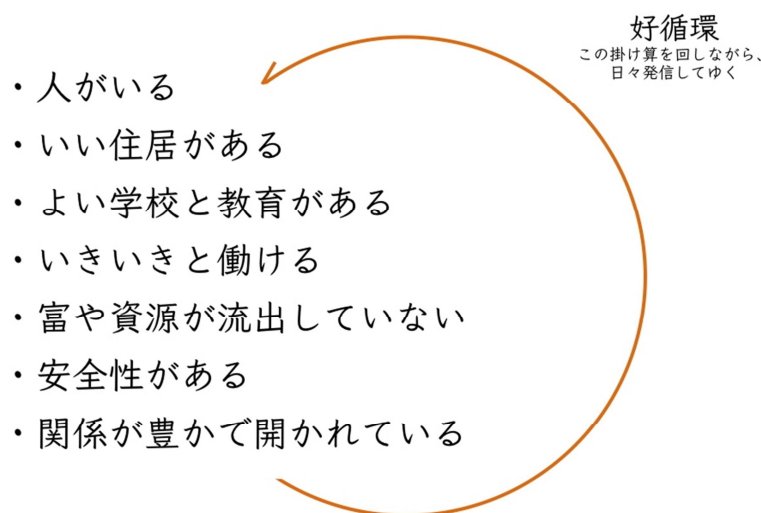 好循環
この掛け算を回しながら、
日々発信してゆく
・人がいる
・いい住居がある
・よい学校と教育がある
・いきいきと働ける
・富や資源が流出していない
・安全性がある
・関係が豊かで開かれている